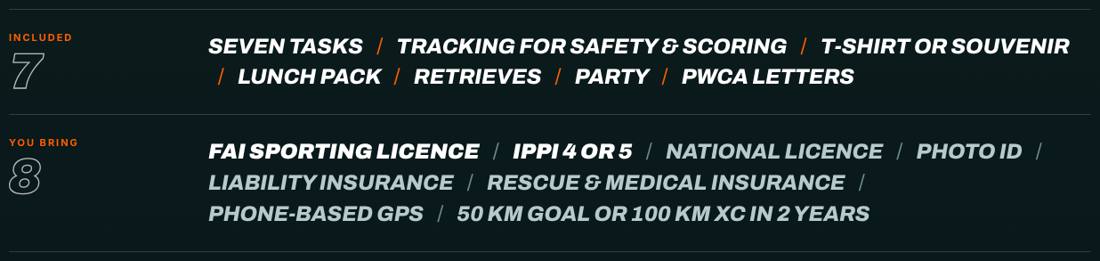 INCLUDED
7
SEVEN TASKS / TRACKING FOR SAFETY & SCORING / T-SHIRT OR SOUVENIR
/ LUNCH PACK / RETRIEVES / PARTY / PWCA LETTERS
YOU BRING
8
FAI SPORTING LICENCE / IPPI 4 OR 5 / NATIONAL LICENCE / PHOTO ID /
LIABILITY INSURANCE / RESCUE & MEDICAL INSURANCE /
PHONE-BASED GPS / 50 KM GOAL OR 100 KM XC IN 2 YEARS